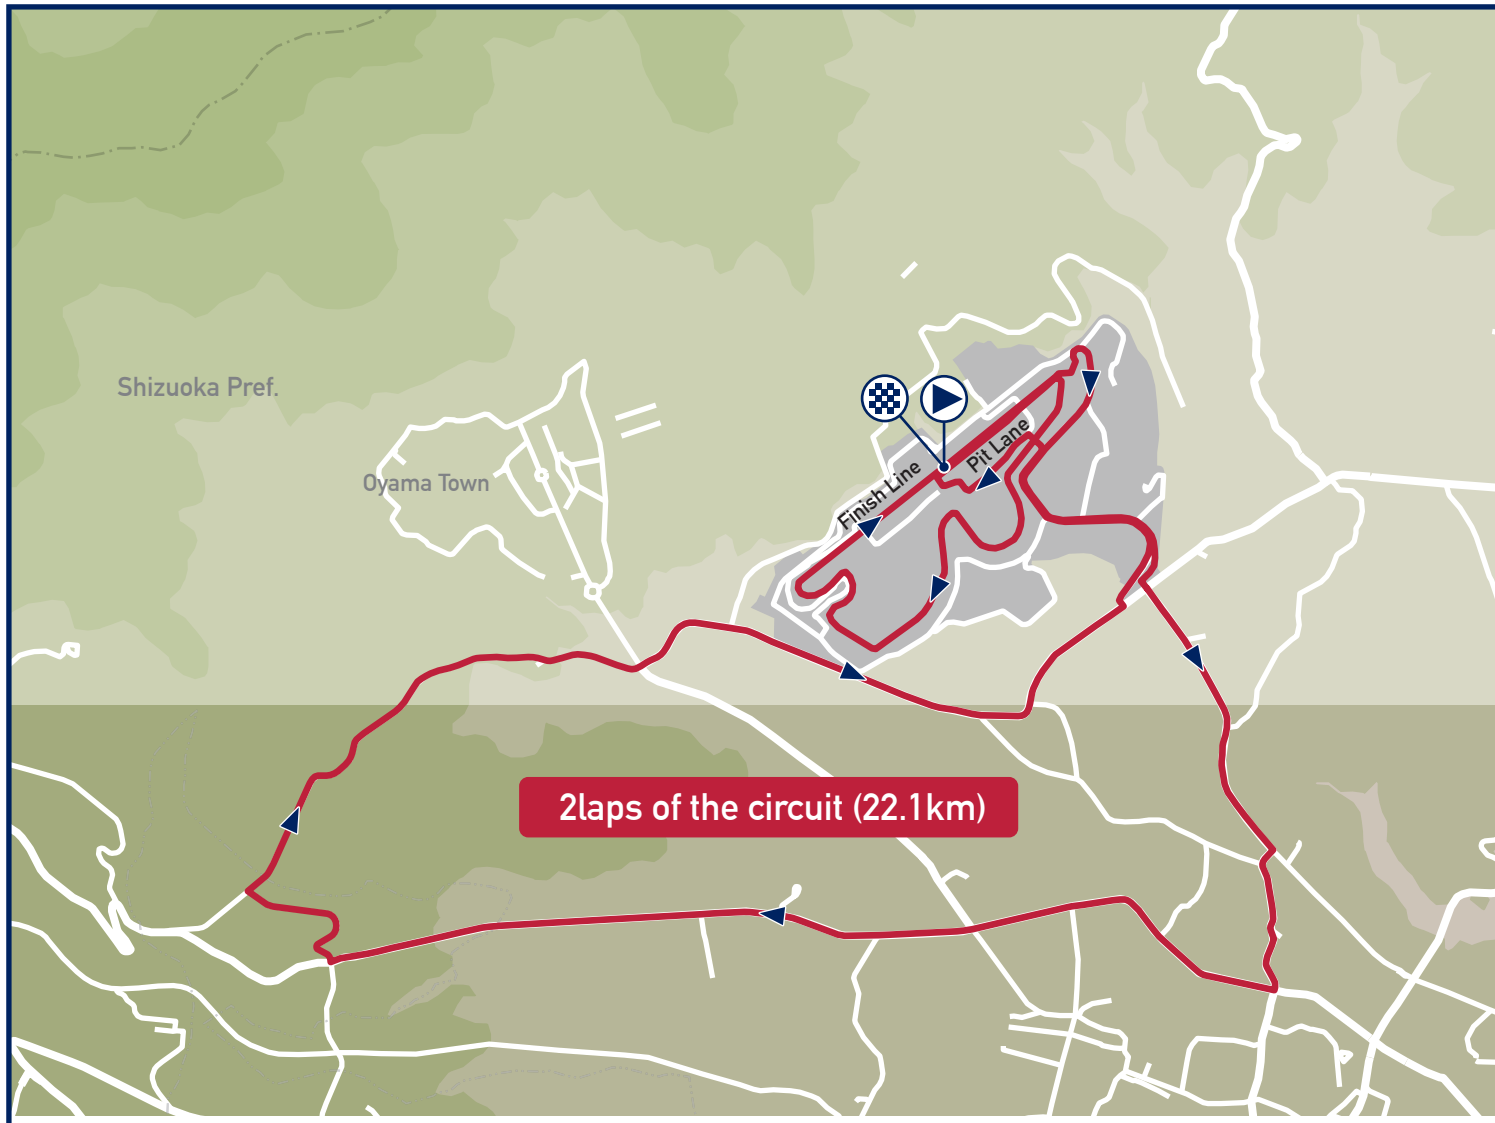 Shizuoka Pref.
Oyama Town
Finish Line
Pit Lane
2laps of the circuit (22.1km)